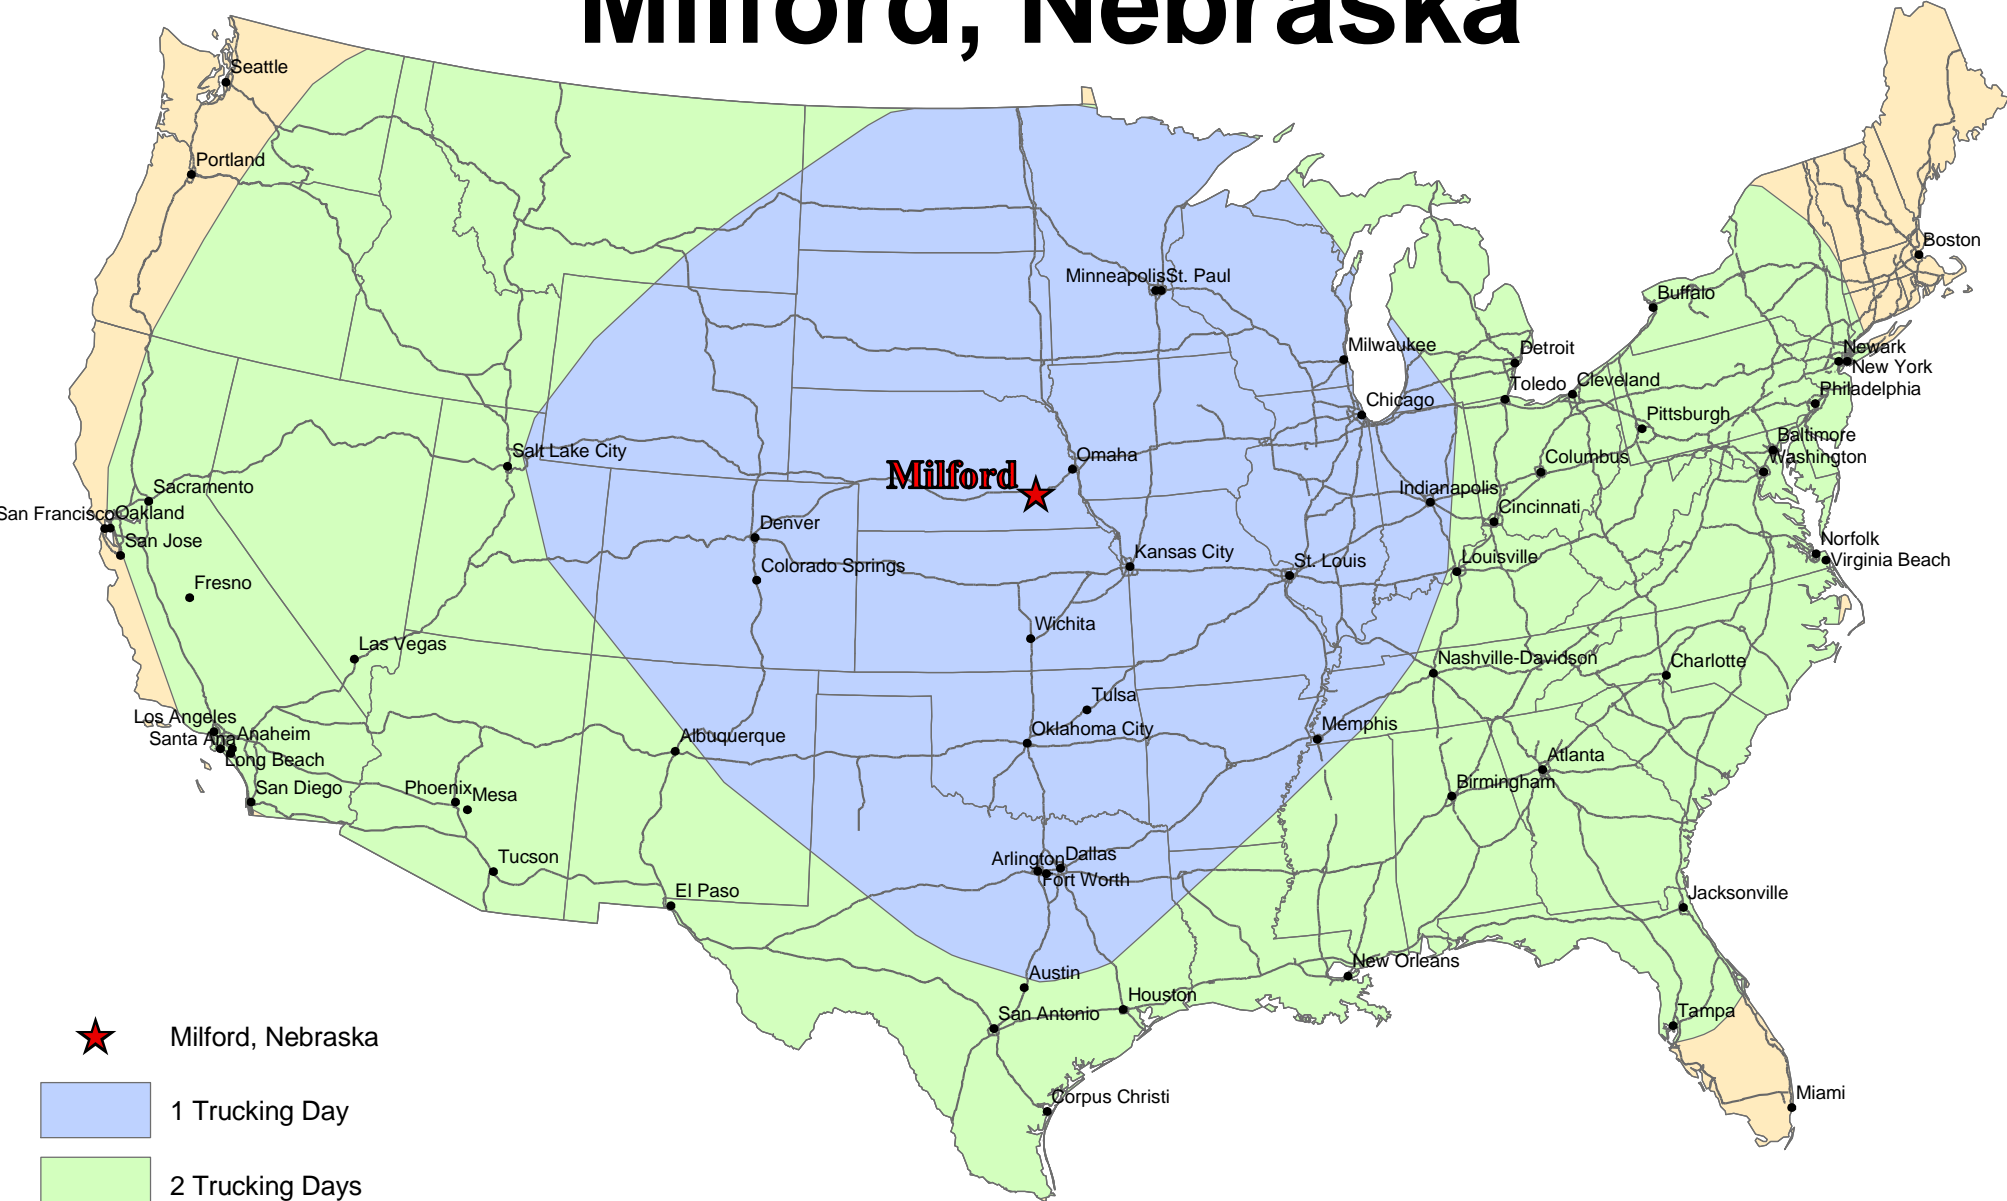 Milford, Nebraska
Seattle
Portland
Boston
Minneapolis St. Paul
Buffalo
Milwaukee
Detroit
Newark
New York
Toledo
Cleveland
Philadelphia
Chicago
Pittsburgh
Baltimore
Washington
Salt Lake City
Omaha
Columbus
Milford
Sacramento
Indianapolis
San Francisco
Oakland
Cincinnati
Denver
San Jose
Norfolk
Kansas City
St. Louis
Louisville
Virginia Beach
Colorado Springs
Fresno
Wichita
Las Vegas
Nashville-Davidson
Charlotte
Tulsa
Los Angeles
Santa Ana
Anaheim
Albuquerque
Oklahoma City
Memphis
Long Beach
Atlanta
San Diego
Phoenix
Mesa
Birmingham
Tucson
Arlington
Dallas
Fort Worth
El Paso
Jacksonville
New Orleans
Austin
Houston
San Antonio
Tampa
Corpus Christi
Miami
Milford, Nebraska
1 Trucking Day
2 Trucking Days